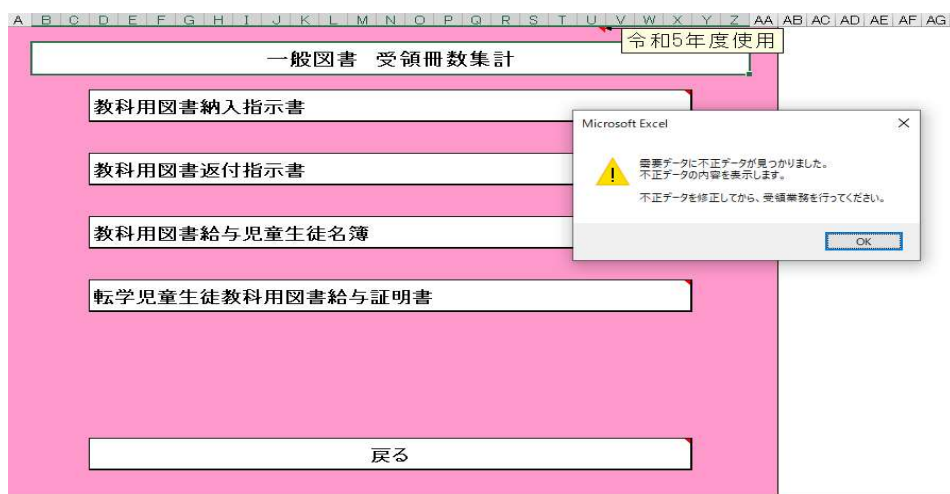 A B C D E F G H I J K L M N O P Q R S T U V W X Y Z AA AB AC AD AE AF AG
令和5年度使用
一般図書 受領冊数集計
教科用図書納入指示書
Microsoft Excel
需要データに不正データが見つかりました。
不正データの内容を表示します。
不正データを修正してから、受領業務を行ってください。
OK
教科用図書返付指示書
教科用図書給与児童生徒名簿
転学児童生徒教科用図書給与証明書
戻る